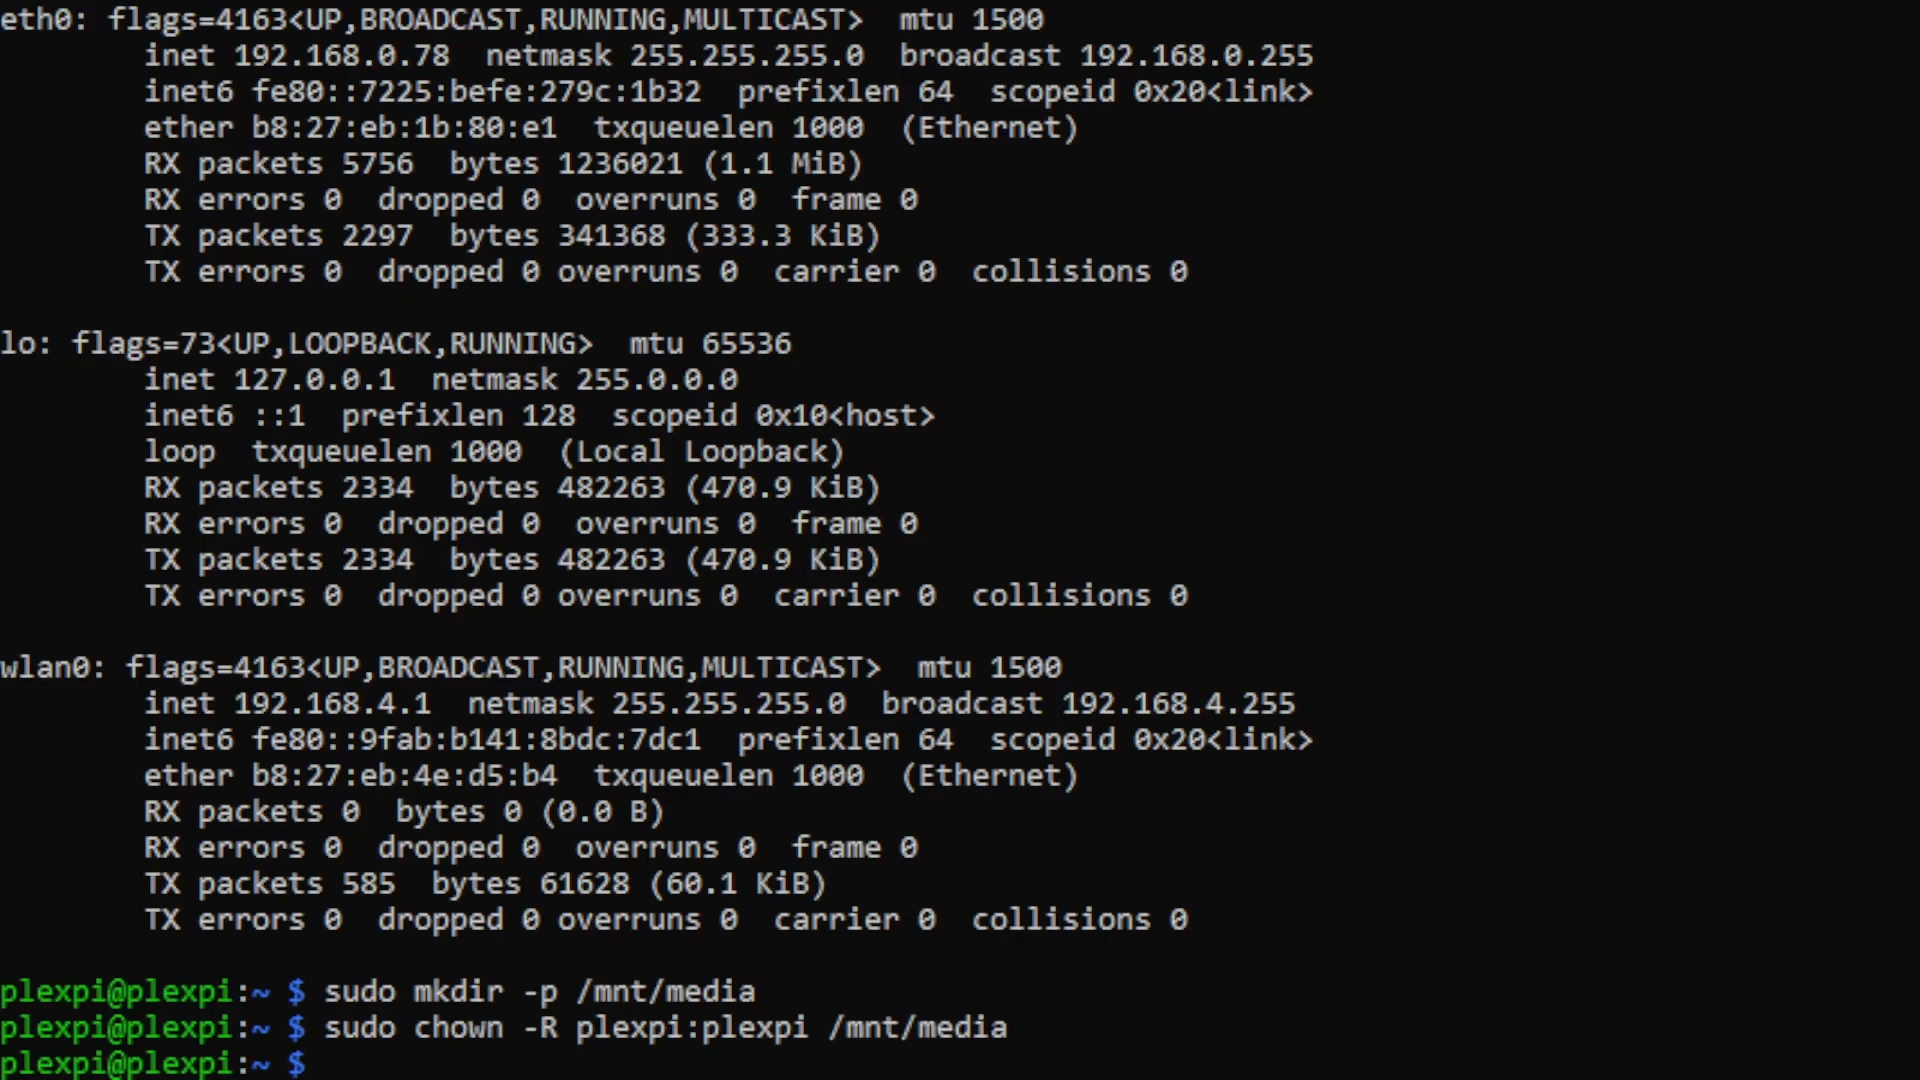 eth0: flags=4163<UP,BROADCAST,RUNNING,MULTICAST>  mtu 1500
        inet 192.168.0.78  netmask 255.255.255.0  broadcast 192.168.0.255
        inet6 fe80::7225:befe:279c:1b32  prefixlen 64  scopeid 0x20<link>
        ether b8:27:eb:1b:80:e1  txqueuelen 1000  (Ethernet)
        RX packets 5756  bytes 1236021 (1.1 MiB)
        RX errors 0  dropped 0  overruns 0  frame 0
        TX packets 2297  bytes 341368 (333.3 KiB)
        TX errors 0  dropped 0 overruns 0  carrier 0  collisions 0

lo: flags=73<UP,LOOPBACK,RUNNING>  mtu 65536
        inet 127.0.0.1  netmask 255.0.0.0
        inet6 ::1  prefixlen 128  scopeid 0x10<host>
        loop  txqueuelen 1000  (Local Loopback)
        RX packets 2334  bytes 482263 (470.9 KiB)
        RX errors 0  dropped 0  overruns 0  frame 0
        TX packets 2334  bytes 482263 (470.9 KiB)
        TX errors 0  dropped 0 overruns 0  carrier 0  collisions 0

wlan0: flags=4163<UP,BROADCAST,RUNNING,MULTICAST>  mtu 1500
        inet 192.168.4.1  netmask 255.255.255.0  broadcast 192.168.4.255
        inet6 fe80::9fab:b141:8bdc:7dc1  prefixlen 64  scopeid 0x20<link>
        ether b8:27:eb:4e:d5:b4  txqueuelen 1000  (Ethernet)
        RX packets 0  bytes 0 (0.0 B)
        RX errors 0  dropped 0  overruns 0  frame 0
        TX packets 585  bytes 61628 (60.1 KiB)
        TX errors 0  dropped 0 overruns 0  carrier 0  collisions 0

plexpi@plexpi:~ $ sudo mkdir -p /mnt/media
plexpi@plexpi:~ $ sudo chown -R plexpi:plexpi /mnt/media
plexpi@plexpi:~ $